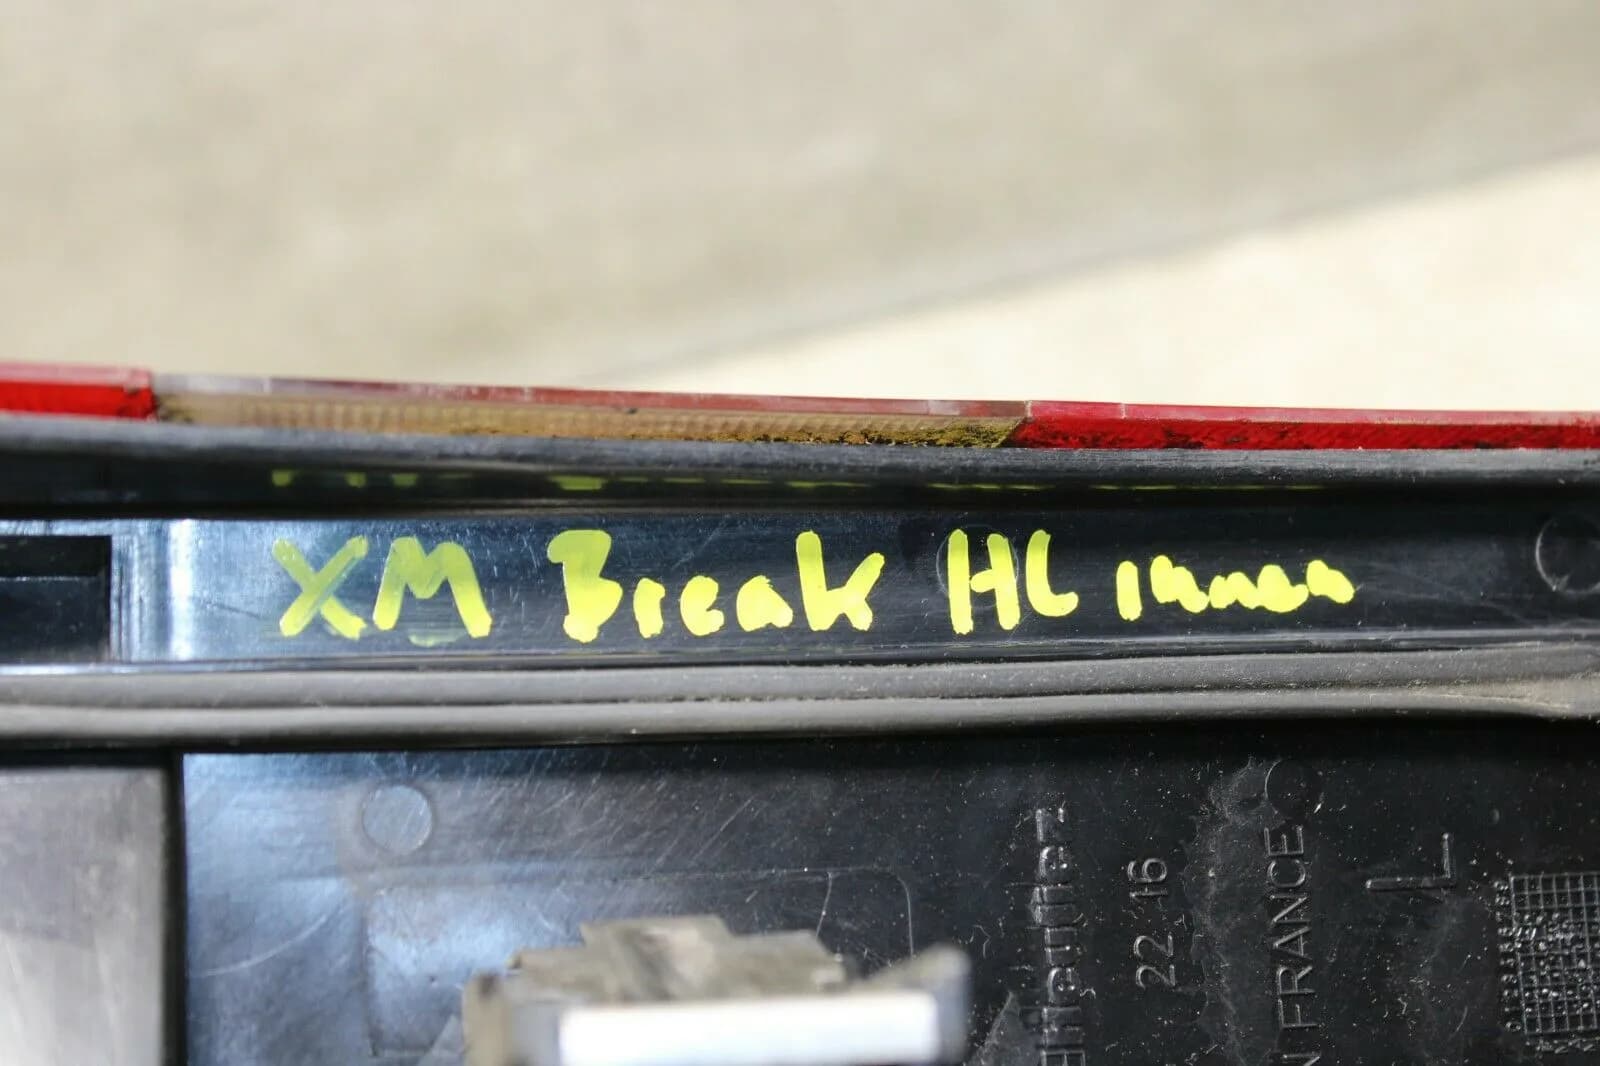 XM Break HL innen
22 16
N FRANCE
L